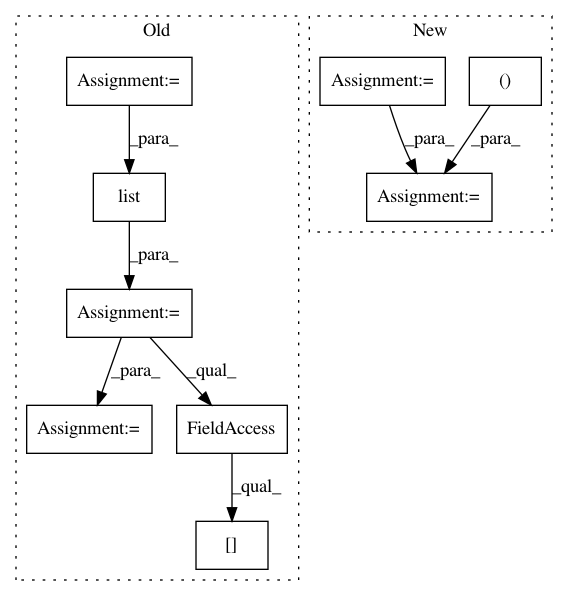 Old
New
Assignment:=
Assignment:=
()
_para_
_para_
_para_
list
Assignment:=
_para_
Assignment:=
_para_
_qual_
Assignment:=
FieldAccess
_qual_
[]